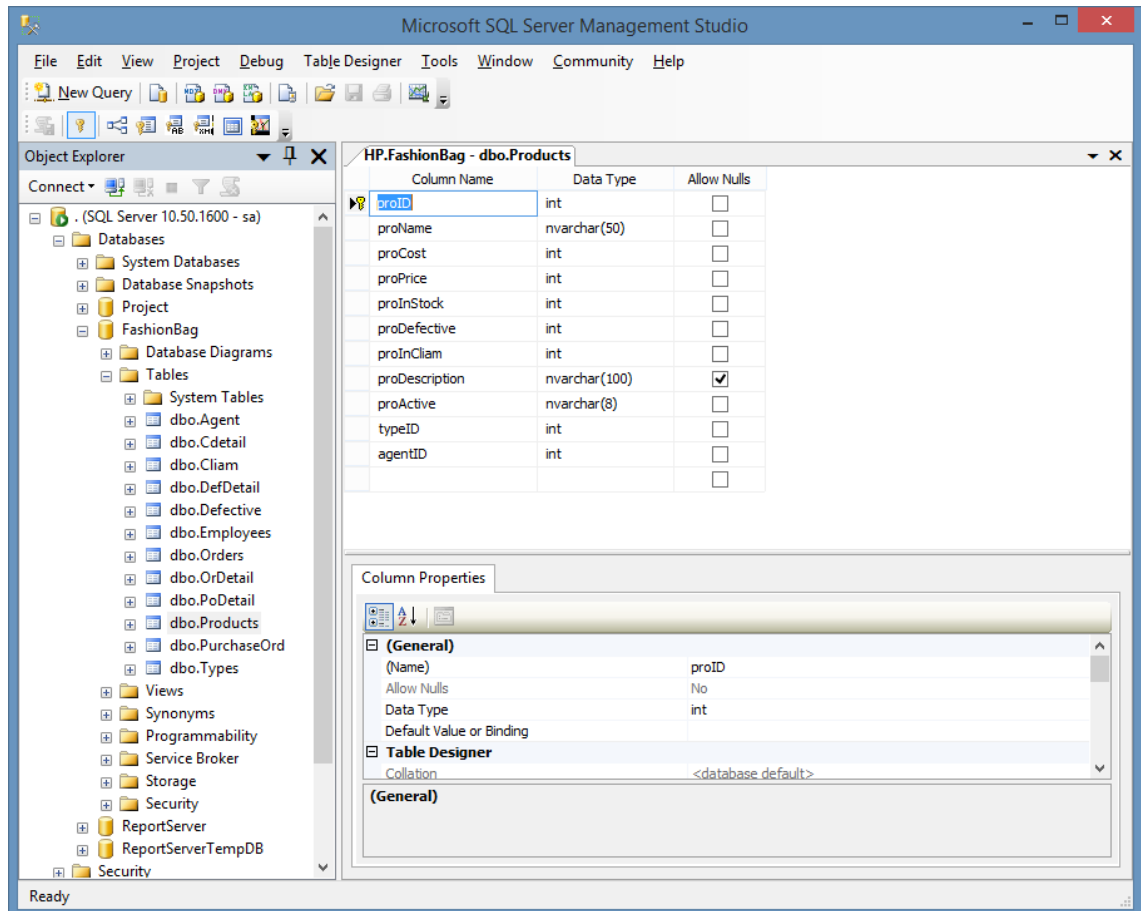 Microsoft SQL Server Management Studio
File Edit View Project Debug Table Designer Tools Window Community Help
New Query
Object Explorer
Connect
. (SQL Server 10.50.1600 - sa)
Databases
System Databases
Database Snapshots
Project
FashionBag
Database Diagrams
Tables
System Tables
dbo.Agent
dbo.Cdetail
dbo.Cliam
dbo.DefDetail
dbo.Defective
dbo.Employees
dbo.Orders
dbo.OrDetail
dbo.PoDetail
dbo.Products
dbo.PurchaseOrd
dbo.Types
Views
Synonyms
Programmability
Service Broker
Storage
Security
ReportServer
ReportServerTempDB
Security
HP.FashionBag - dbo.Products
Column Name Data Type Allow Nulls
proID int
proName nvarchar(50)
proCost int
proPrice int
proInStock int
proDefective int
proInCliam int
proDescription nvarchar(100)
proActive nvarchar(8)
typeID int
agentID int
Column Properties
(General)
(Name) proID
Allow Nulls No
Data Type int
Default Value or Binding
Table Designer
Collation <database default>
(General)
Ready